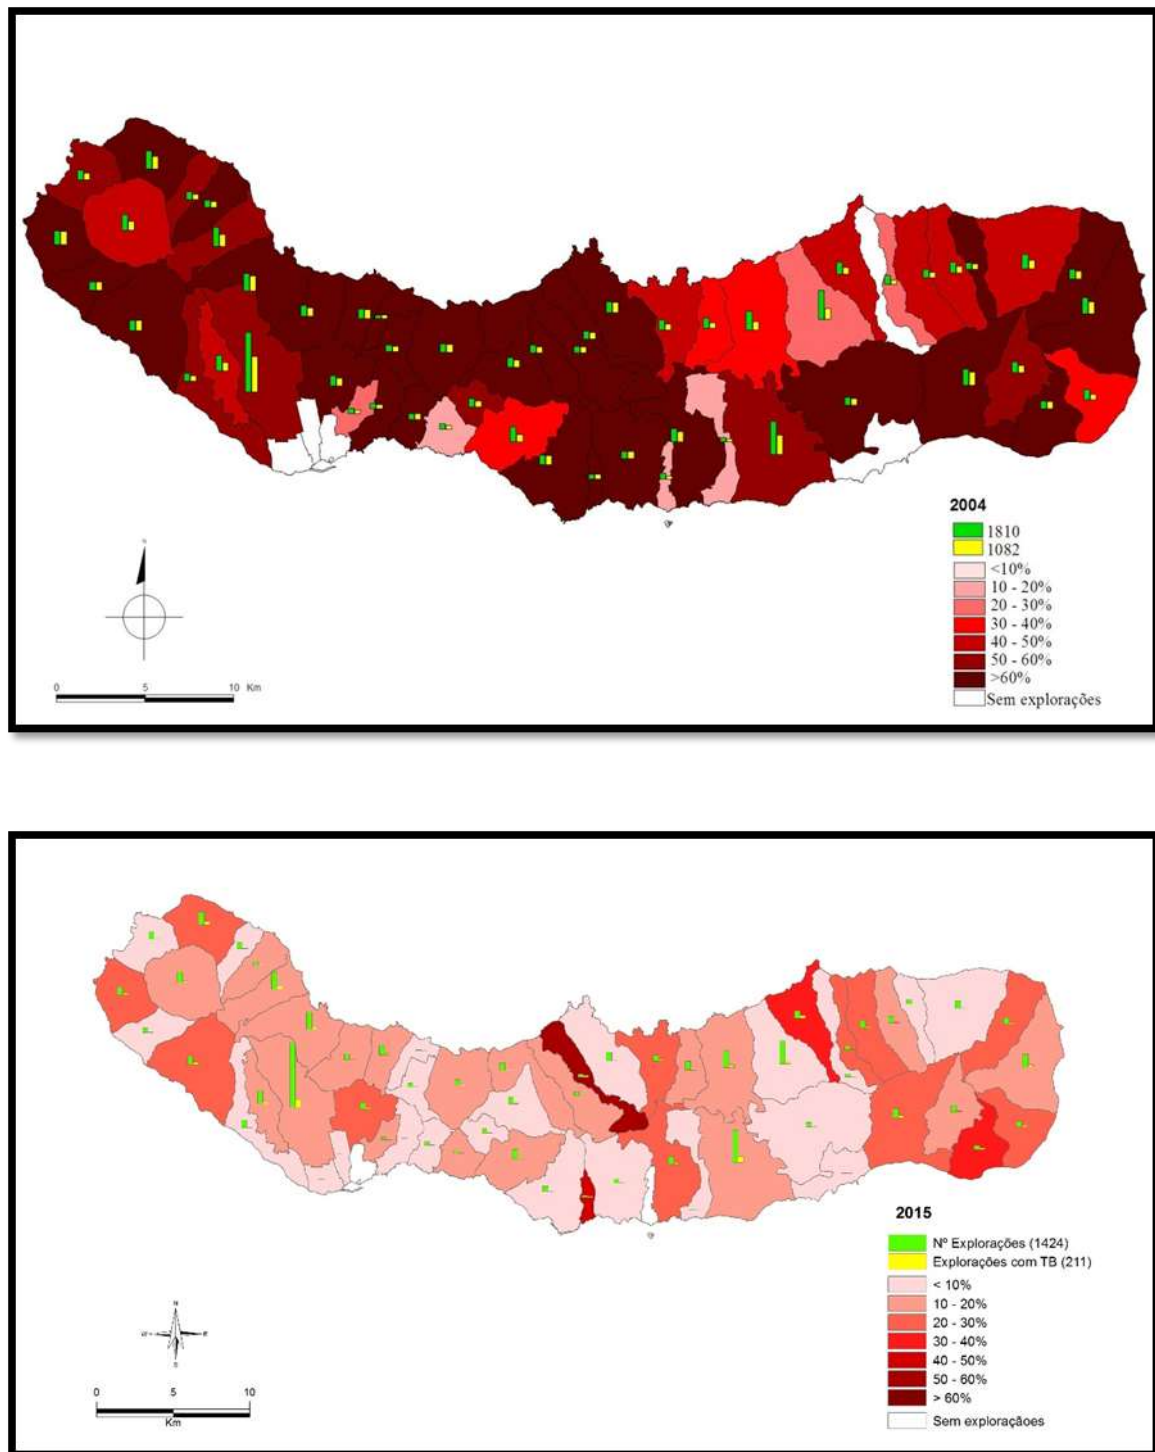 N
2004
1810
1082
<10%
10 - 20%
20 - 30%
30 - 40%
40 - 50%
50 - 60%
>60%
Sem explorações
0 5 10 Km
2015
Nº Explorações (1424)
Explorações com TB (211)
< 10%
10 - 20%
20 - 30%
30 - 40%
40 - 50%
50 - 60%
> 60%
Sem exploraçãoes
N
W E
S
0 5 10
Km